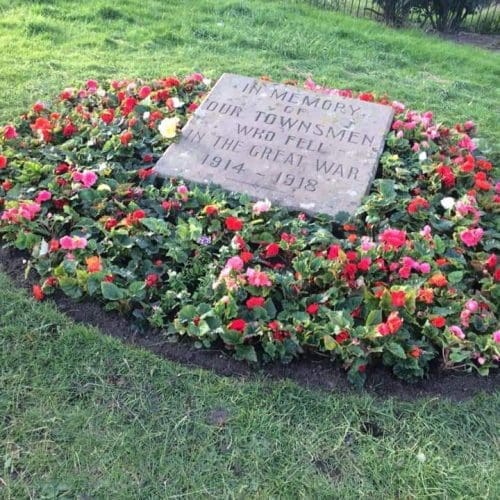 IN MEMORY
OF
OUR TOWNSMEN
WHO FELL
IN THE GREAT WAR
1914 - 1918